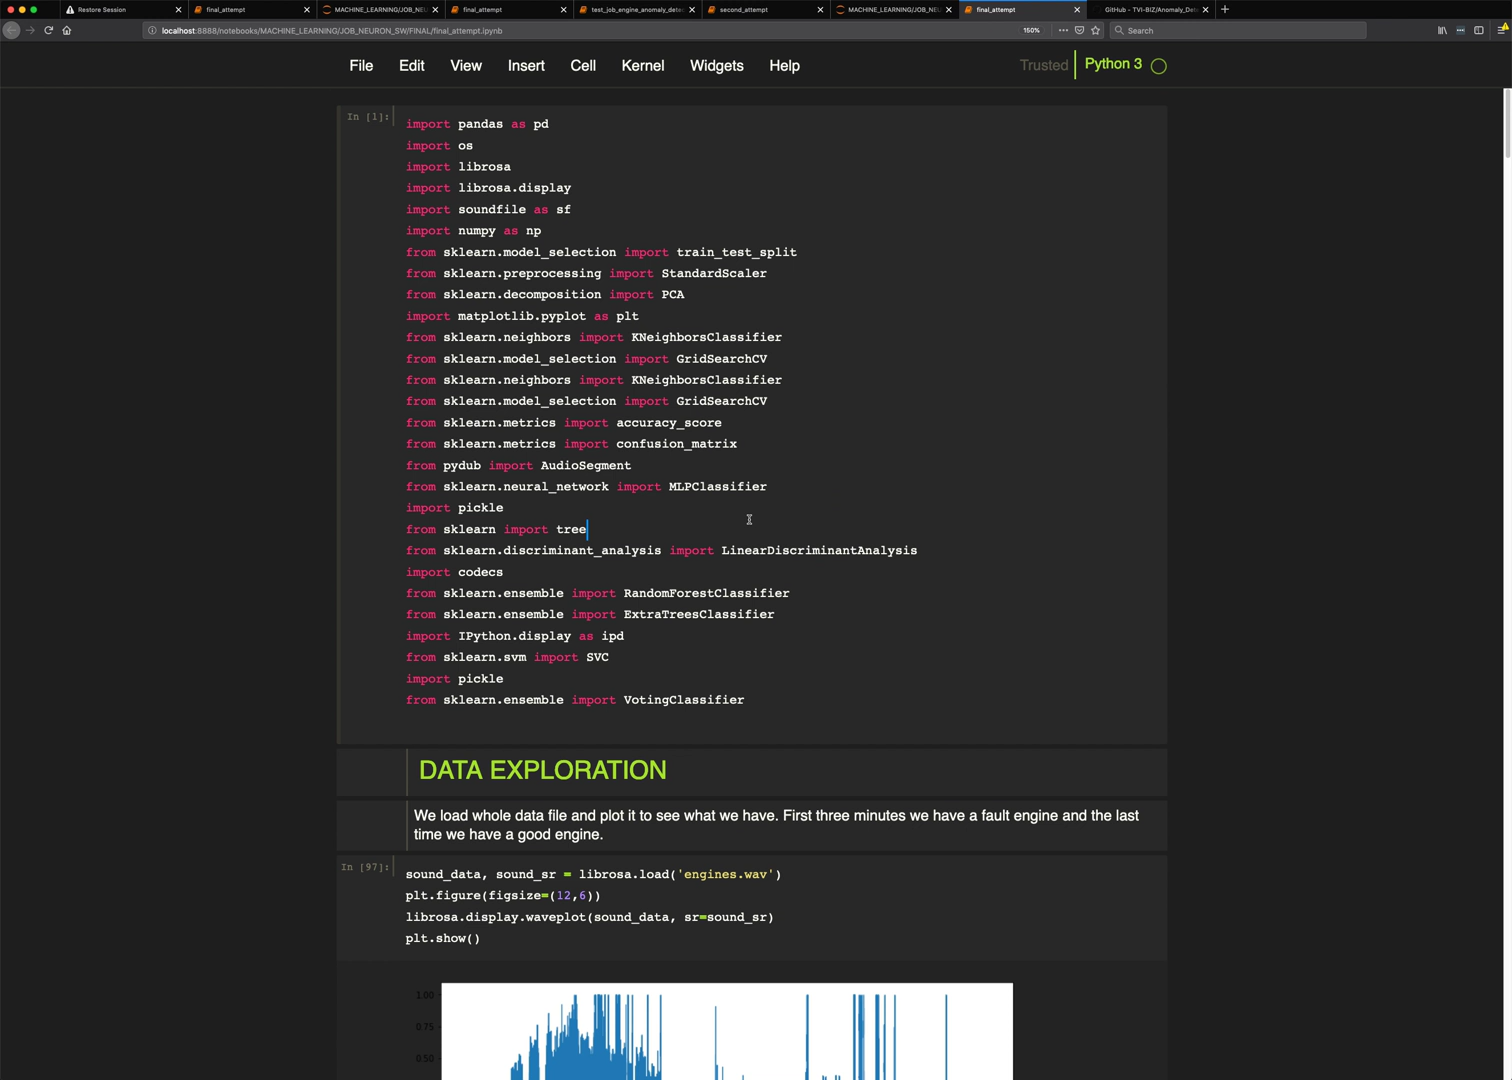 Restore Session
final_attempt
MACHINE_LEARNING/JOB_NEU
final_attempt
test_job_engine_anomaly_dete
second_attempt
MACHINE_LEARNING/JOB_NEU
final_attempt
GitHub - TVI-BIZ/Anomaly_Det
localhost:8888/notebooks/MACHINE_LEARNING/JOB_NEURON_SW/FINAL/final_attempt.ipynb
150%
Search
File Edit View Insert Cell Kernel Widgets Help
Trusted
Python 3
In [1]:
import pandas as pd
import os
import librosa
import librosa.display
import soundfile as sf
import numpy as np
from sklearn.model_selection import train_test_split
from sklearn.preprocessing import StandardScaler
from sklearn.decomposition import PCA
import matplotlib.pyplot as plt
from sklearn.neighbors import KNeighborsClassifier
from sklearn.model_selection import GridSearchCV
from sklearn.neighbors import KNeighborsClassifier
from sklearn.model_selection import GridSearchCV
from sklearn.metrics import accuracy_score
from sklearn.metrics import confusion_matrix
from pydub import AudioSegment
from sklearn.neural_network import MLPClassifier
import pickle
from sklearn import tree
from sklearn.discriminant_analysis import LinearDiscriminantAnalysis
import codecs
from sklearn.ensemble import RandomForestClassifier
from sklearn.ensemble import ExtraTreesClassifier
import IPython.display as ipd
from sklearn.svm import SVC
import pickle
from sklearn.ensemble import VotingClassifier
DATA EXPLORATION
We load whole data file and plot it to see what we have. First three minutes we have a fault engine and the last
time we have a good engine.
In [97]:
sound_data, sound_sr = librosa.load('engines.wav')
plt.figure(figsize=(12,6))
librosa.display.waveplot(sound_data, sr=sound_sr)
plt.show()
1.00
0.75
0.50